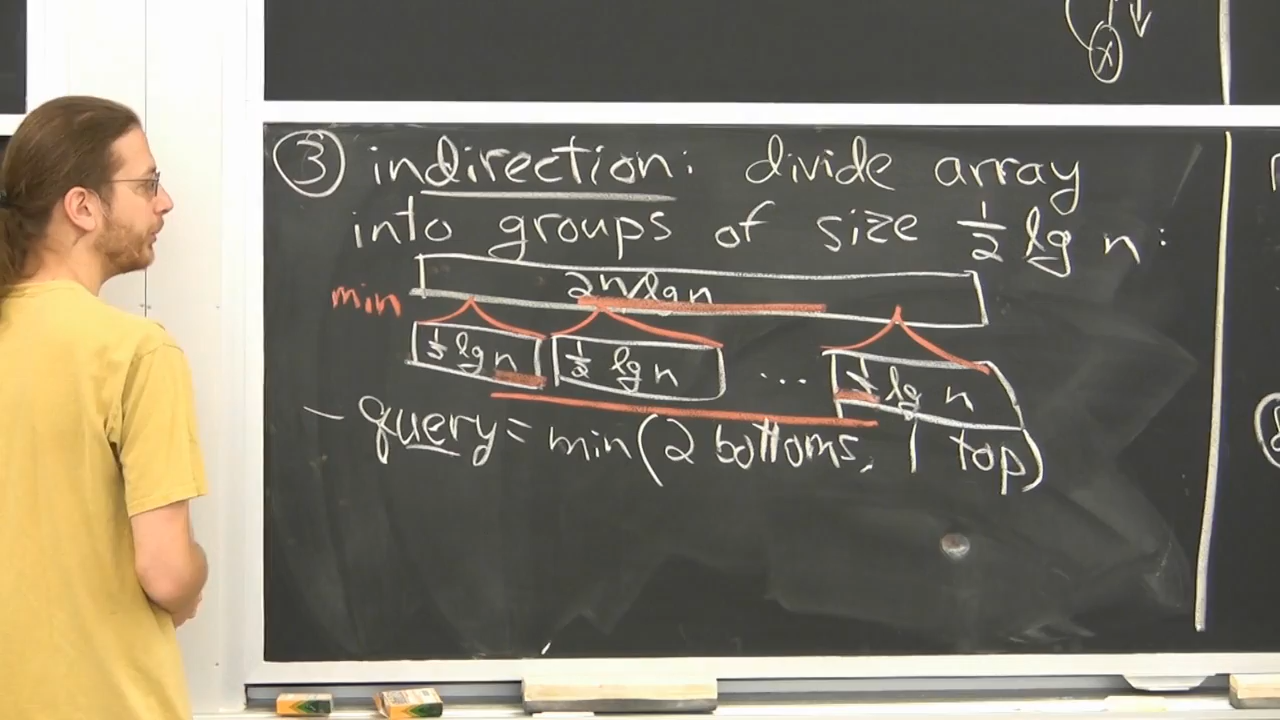 ③ indirection: divide array
into groups of size ½ lg n:
2n/lg n
min
½ lg n ½ lg n ... ½ lg n
- query = min(2 bottoms, 1 top)
x